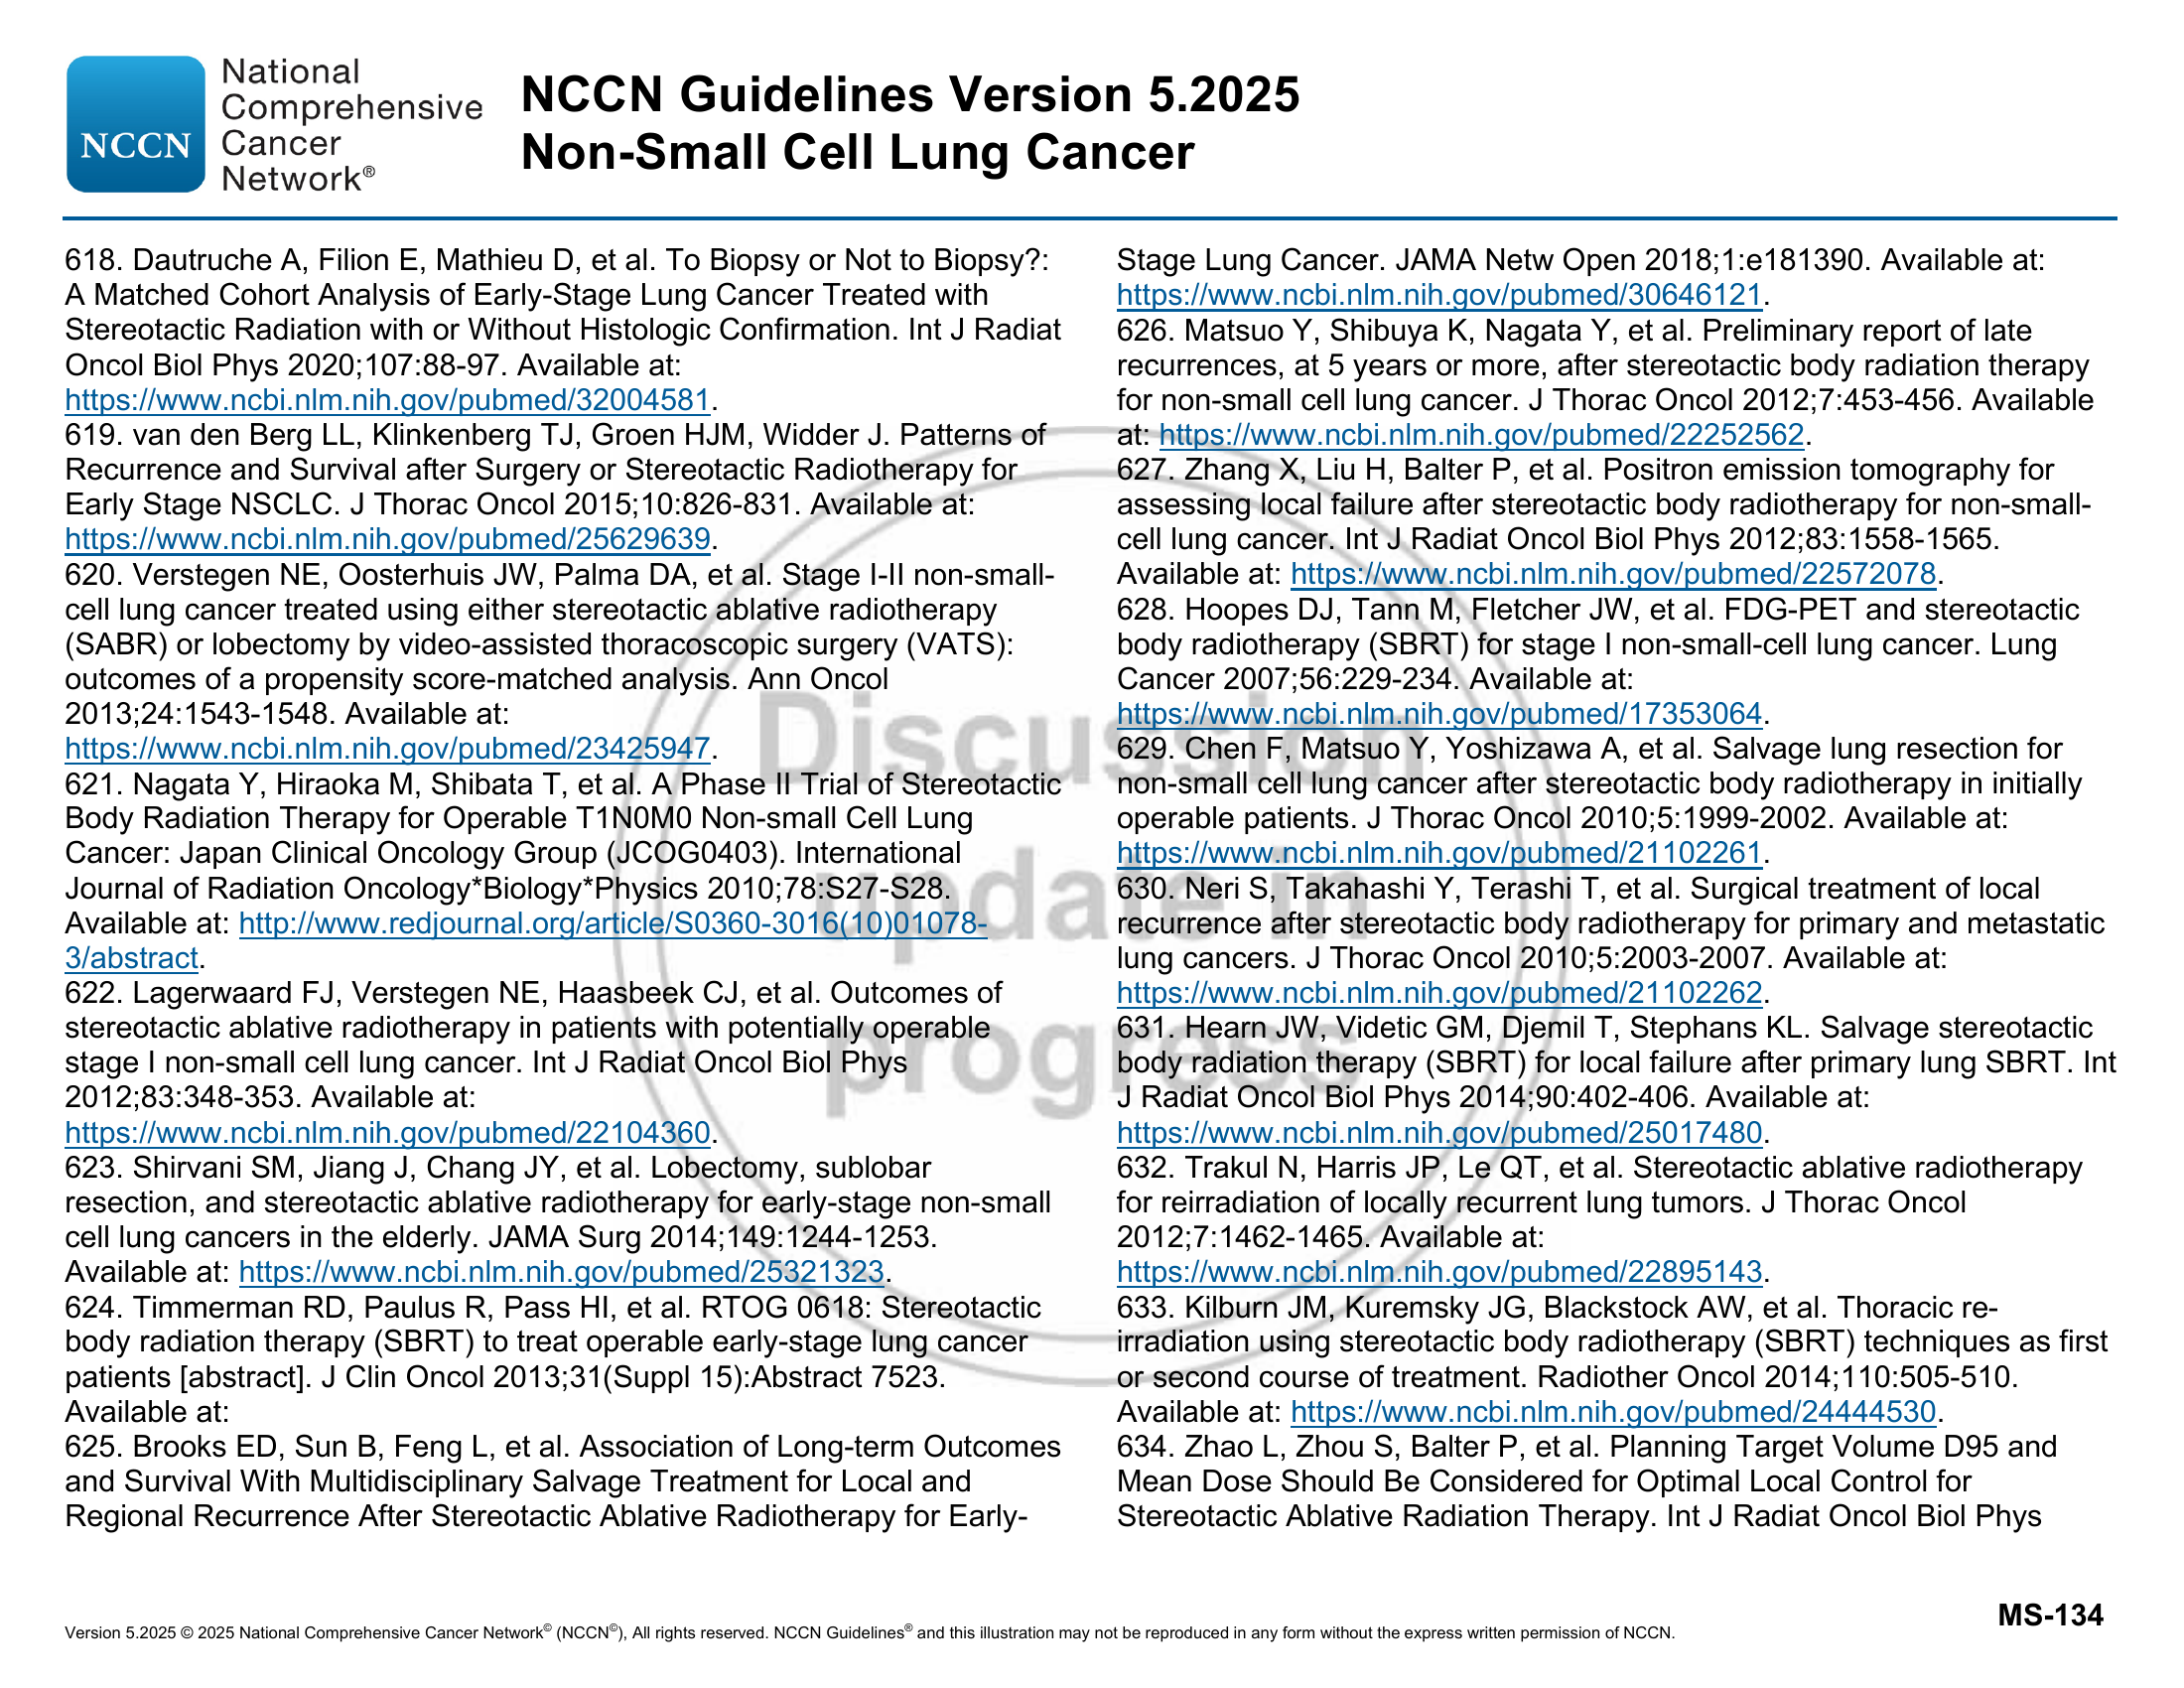 National
Comprehensive
Cancer
Network®
NCCN
NCCN Guidelines Version 5.2025
Non-Small Cell Lung Cancer
618. Dautruche A, Filion E, Mathieu D, et al. To Biopsy or Not to Biopsy?:
A Matched Cohort Analysis of Early-Stage Lung Cancer Treated with
Stereotactic Radiation with or Without Histologic Confirmation. Int J Radiat
Oncol Biol Phys 2020;107:88-97. Available at:
https://www.ncbi.nlm.nih.gov/pubmed/32004581.
619. van den Berg LL, Klinkenberg TJ, Groen HJM, Widder J. Patterns of
Recurrence and Survival after Surgery or Stereotactic Radiotherapy for
Early Stage NSCLC. J Thorac Oncol 2015;10:826-831. Available at:
https://www.ncbi.nlm.nih.gov/pubmed/25629639.
620. Verstegen NE, Oosterhuis JW, Palma DA, et al. Stage I-II non-small-
cell lung cancer treated using either stereotactic ablative radiotherapy
(SABR) or lobectomy by video-assisted thoracoscopic surgery (VATS):
outcomes of a propensity score-matched analysis. Ann Oncol
2013;24:1543-1548. Available at:
https://www.ncbi.nlm.nih.gov/pubmed/23425947.
621. Nagata Y, Hiraoka M, Shibata T, et al. A Phase II Trial of Stereotactic
Body Radiation Therapy for Operable T1N0M0 Non-small Cell Lung
Cancer: Japan Clinical Oncology Group (JCOG0403). International
Journal of Radiation Oncology*Biology*Physics 2010;78:S27-S28.
Available at: http://www.redjournal.org/article/S0360-3016(10)01078-
3/abstract.
622. Lagerwaard FJ, Verstegen NE, Haasbeek CJ, et al. Outcomes of
stereotactic ablative radiotherapy in patients with potentially operable
stage I non-small cell lung cancer. Int J Radiat Oncol Biol Phys
2012;83:348-353. Available at:
https://www.ncbi.nlm.nih.gov/pubmed/22104360.
623. Shirvani SM, Jiang J, Chang JY, et al. Lobectomy, sublobar
resection, and stereotactic ablative radiotherapy for early-stage non-small
cell lung cancers in the elderly. JAMA Surg 2014;149:1244-1253.
Available at: https://www.ncbi.nlm.nih.gov/pubmed/25321323.
624. Timmerman RD, Paulus R, Pass HI, et al. RTOG 0618: Stereotactic
body radiation therapy (SBRT) to treat operable early-stage lung cancer
patients [abstract]. J Clin Oncol 2013;31(Suppl 15):Abstract 7523.
Available at:
625. Brooks ED, Sun B, Feng L, et al. Association of Long-term Outcomes
and Survival With Multidisciplinary Salvage Treatment for Local and
Regional Recurrence After Stereotactic Ablative Radiotherapy for Early-
Stage Lung Cancer. JAMA Netw Open 2018;1:e181390. Available at:
https://www.ncbi.nlm.nih.gov/pubmed/30646121.
626. Matsuo Y, Shibuya K, Nagata Y, et al. Preliminary report of late
recurrences, at 5 years or more, after stereotactic body radiation therapy
for non-small cell lung cancer. J Thorac Oncol 2012;7:453-456. Available
at: https://www.ncbi.nlm.nih.gov/pubmed/22252562.
627. Zhang X, Liu H, Balter P, et al. Positron emission tomography for
assessing local failure after stereotactic body radiotherapy for non-small-
cell lung cancer. Int J Radiat Oncol Biol Phys 2012;83:1558-1565.
Available at: https://www.ncbi.nlm.nih.gov/pubmed/22572078.
628. Hoopes DJ, Tann M, Fletcher JW, et al. FDG-PET and stereotactic
body radiotherapy (SBRT) for stage I non-small-cell lung cancer. Lung
Cancer 2007;56:229-234. Available at:
https://www.ncbi.nlm.nih.gov/pubmed/17353064.
629. Chen F, Matsuo Y, Yoshizawa A, et al. Salvage lung resection for
non-small cell lung cancer after stereotactic body radiotherapy in initially
operable patients. J Thorac Oncol 2010;5:1999-2002. Available at:
https://www.ncbi.nlm.nih.gov/pubmed/21102261.
630. Neri S, Takahashi Y, Terashi T, et al. Surgical treatment of local
recurrence after stereotactic body radiotherapy for primary and metastatic
lung cancers. J Thorac Oncol 2010;5:2003-2007. Available at:
https://www.ncbi.nlm.nih.gov/pubmed/21102262.
631. Hearn JW, Videtic GM, Djemil T, Stephans KL. Salvage stereotactic
body radiation therapy (SBRT) for local failure after primary lung SBRT. Int
J Radiat Oncol Biol Phys 2014;90:402-406. Available at:
https://www.ncbi.nlm.nih.gov/pubmed/25017480.
632. Trakul N, Harris JP, Le QT, et al. Stereotactic ablative radiotherapy
for reirradiation of locally recurrent lung tumors. J Thorac Oncol
2012;7:1462-1465. Available at:
https://www.ncbi.nlm.nih.gov/pubmed/22895143.
633. Kilburn JM, Kuremsky JG, Blackstock AW, et al. Thoracic re-
irradiation using stereotactic body radiotherapy (SBRT) techniques as first
or second course of treatment. Radiother Oncol 2014;110:505-510.
Available at: https://www.ncbi.nlm.nih.gov/pubmed/24444530.
634. Zhao L, Zhou S, Balter P, et al. Planning Target Volume D95 and
Mean Dose Should Be Considered for Optimal Local Control for
Stereotactic Ablative Radiation Therapy. Int J Radiat Oncol Biol Phys
Discussion
update in
progress
MS-134
Version 5.2025 © 2025 National Comprehensive Cancer Network© (NCCN©), All rights reserved. NCCN Guidelines® and this illustration may not be reproduced in any form without the express written permission of NCCN.